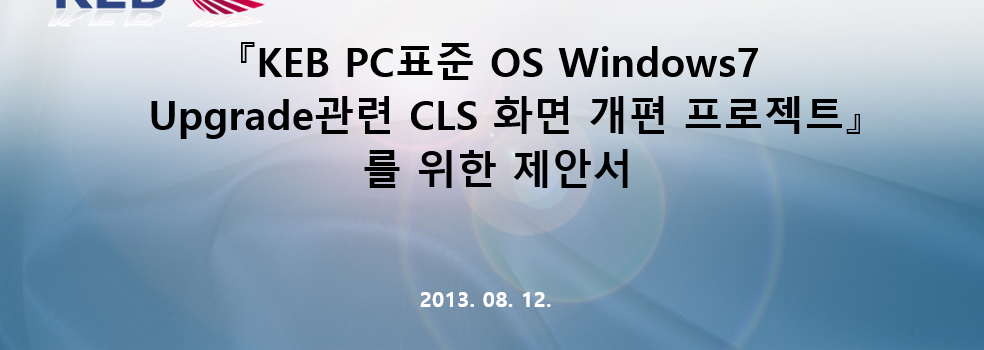 KEB
『KEB PC표준 OS Windows7
Upgrade관련 CLS 화면 개편 프로젝트』
를 위한 제안서
2013. 08. 12.